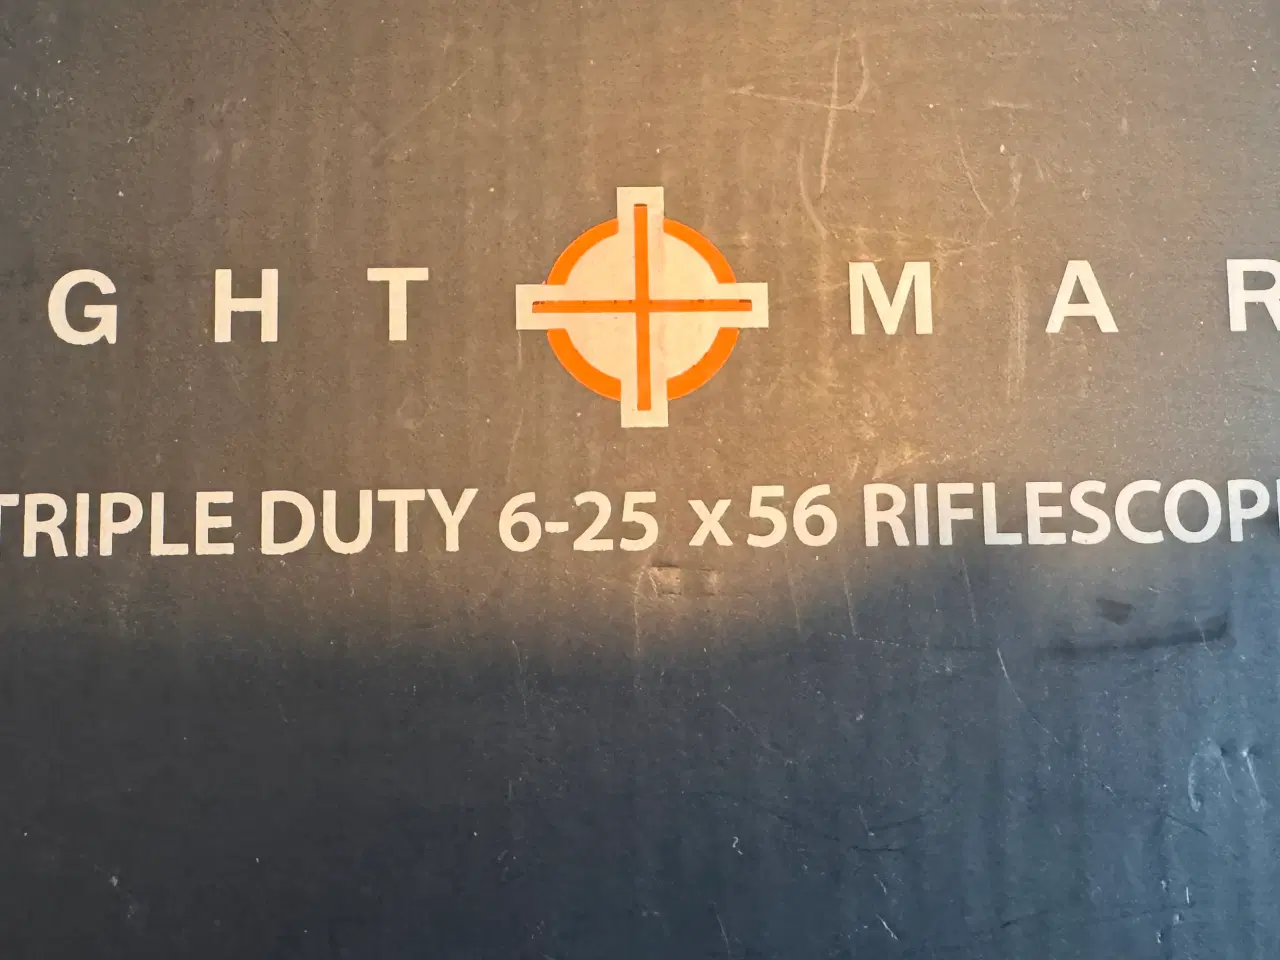 GHT MAR
TRIPLE DUTY 6-25 x56 RIFLESCOP